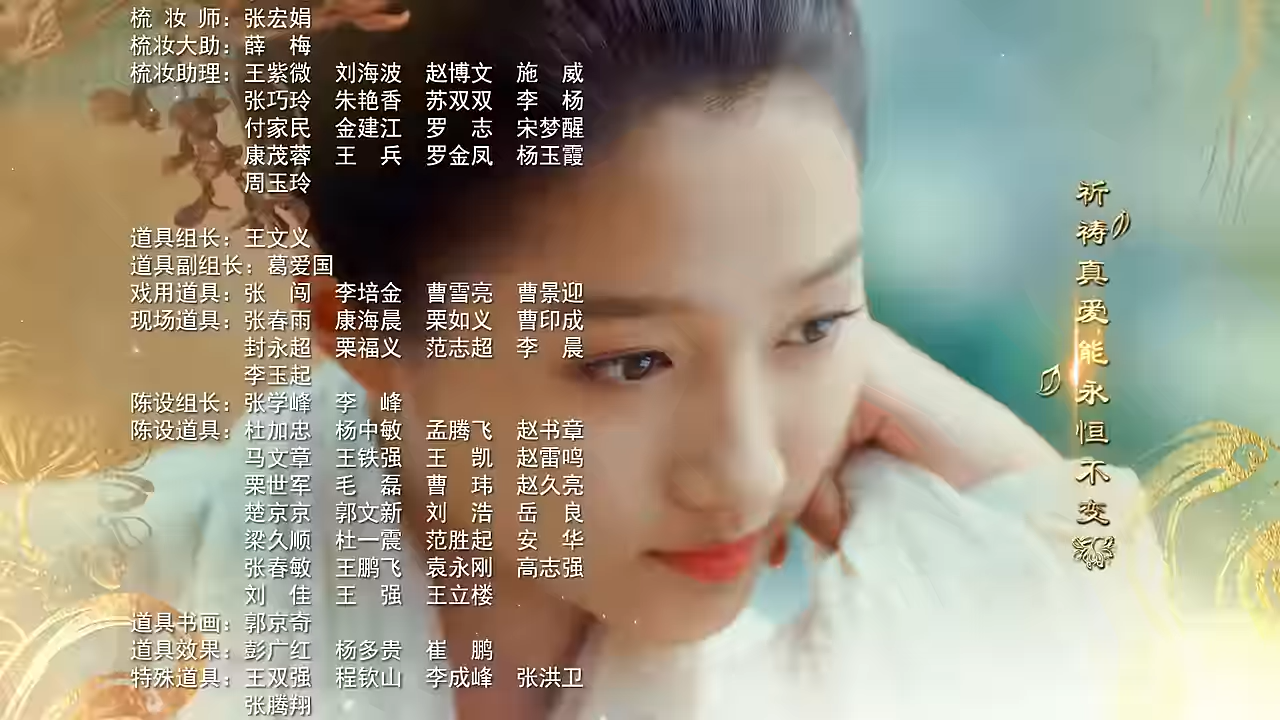 梳 妆 师：张宏娟
梳妆大助：薛　梅
梳妆助理：王紫微　刘海波　赵博文　施　威
张巧玲　朱艳香　苏双双　李　杨
付家民　金建江　罗　志　宋梦醒
康茂蓉　王　兵　罗金凤　杨玉霞
周玉玲
道具组长：王文义
道具副组长：葛爱国
戏用道具：张　闯　李培金　曹雪亮　曹景迎
现场道具：张春雨　康海晨　栗如义　曹印成
封永超　栗福义　范志超　李　晨
李玉起
陈设组长：张学峰　李　峰
陈设道具：杜加忠　杨中敏　孟腾飞　赵书章
马文章　王铁强　王　凯　赵雷鸣
栗世军　毛　磊　曹　玮　赵久亮
楚京京　郭文新　刘　浩　岳　良
梁久顺　杜一震　范胜起　安　华
张春敏　王鹏飞　袁永刚　高志强
刘　佳　王　强　王立楼
道具书画：郭京奇
道具效果：彭广红　杨多贵　崔　鹏
特殊道具：王双强　程钦山　李成峰　张洪卫
张腾翔
祈祷真爱能永恒不变